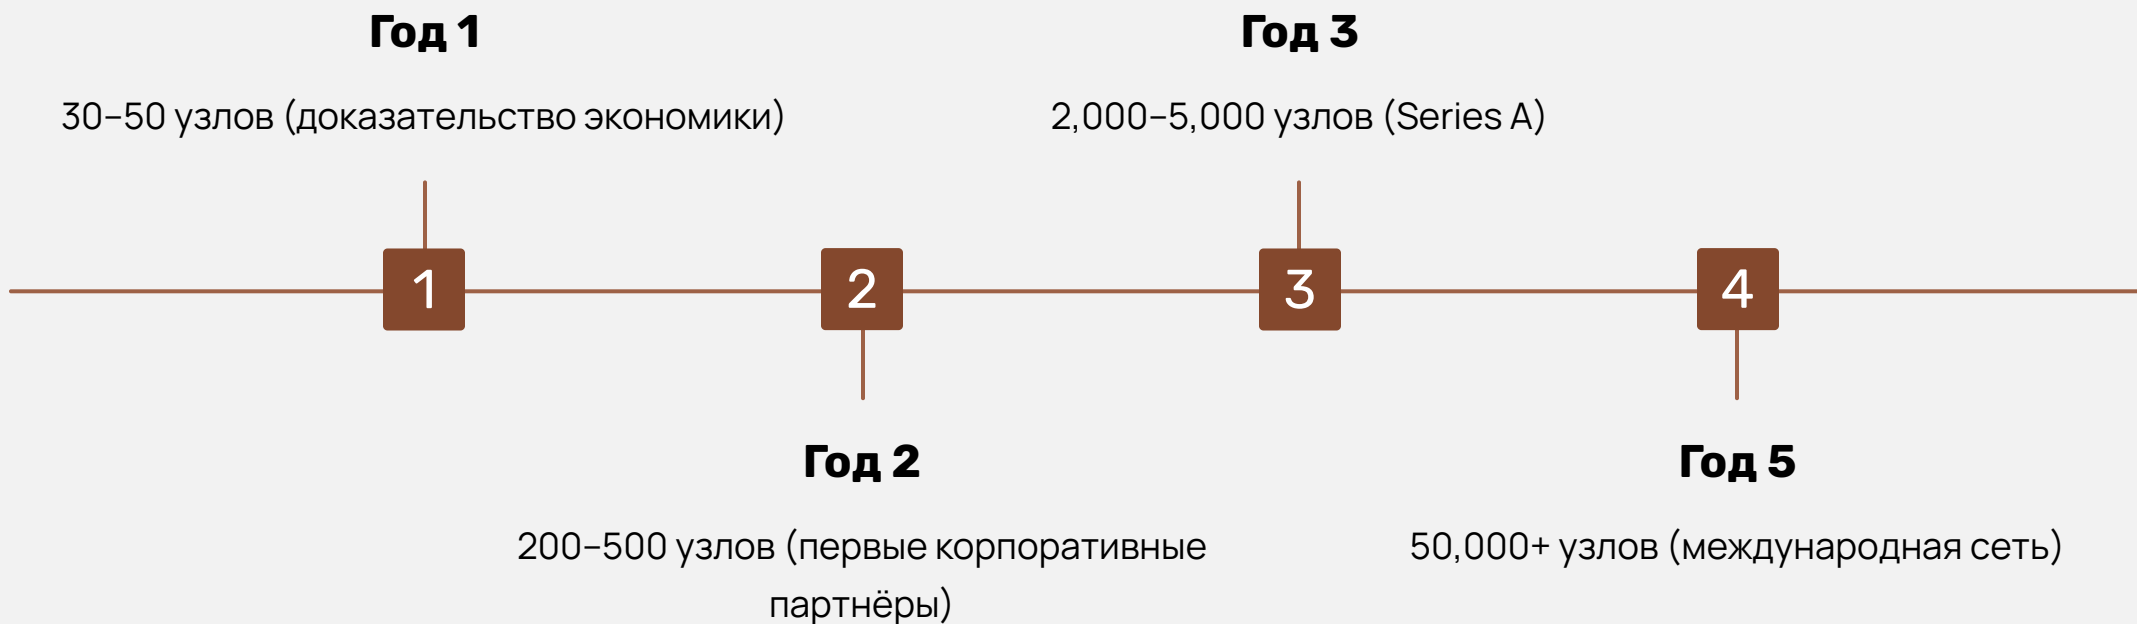 Год 1
30–50 узлов (доказательство экономики)
Год 3
2,000–5,000 узлов (Series A)
1
2
3
4
Год 2
200–500 узлов (первые корпоративные
партнёры)
Год 5
50,000+ узлов (международная сеть)